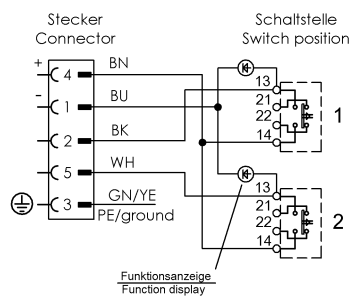 Stecker
Connector
Schaltstelle
Switch position
+
4
BN
13
–
1
BU
21
22
1
2
BK
14
5
WH
13
3
GN/YE
PE/ground
21
22
2
14
Funktionsanzeige
Function display